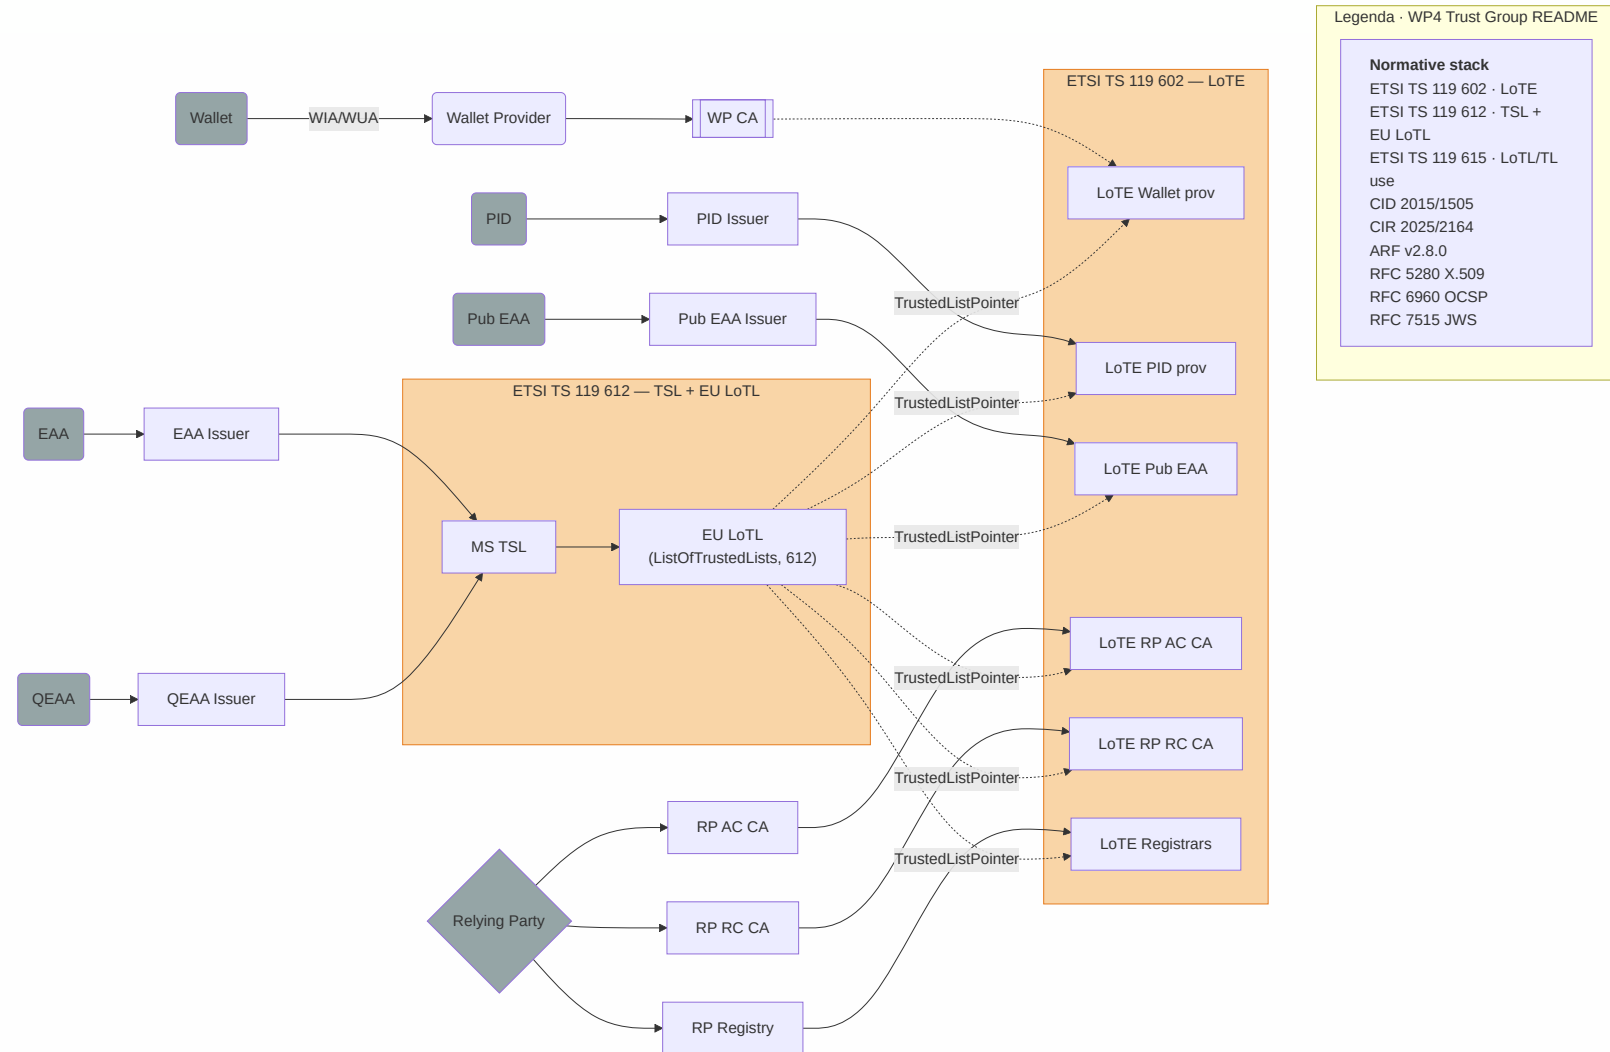 Legenda · WP4 Trust Group README
Normative stack
ETSI TS 119 602 · LoTE
ETSI TS 119 612 · TSL +
EU LoTL
ETSI TS 119 615 · LoTL/TL
use
CID 2015/1505
CIR 2025/2164
ARF v2.8.0
RFC 5280 X.509
RFC 6960 OCSP
RFC 7515 JWS
ETSI TS 119 602 — LoTE
Wallet
WIA/WUA
Wallet Provider
WP CA
LoTE Wallet prov
PID
PID Issuer
TrustedListPointer
LoTE PID prov
Pub EAA
Pub EAA Issuer
TrustedListPointer
LoTE Pub EAA
ETSI TS 119 612 — TSL + EU LoTL
EAA
EAA Issuer
MS TSL
EU LoTL
(ListOfTrustedLists, 612)
TrustedListPointer
LoTE RP AC CA
TrustedListPointer
QEAA
QEAA Issuer
LoTE RP RC CA
TrustedListPointer
RP AC CA
LoTE Registrars
TrustedListPointer
Relying Party
RP RC CA
RP Registry